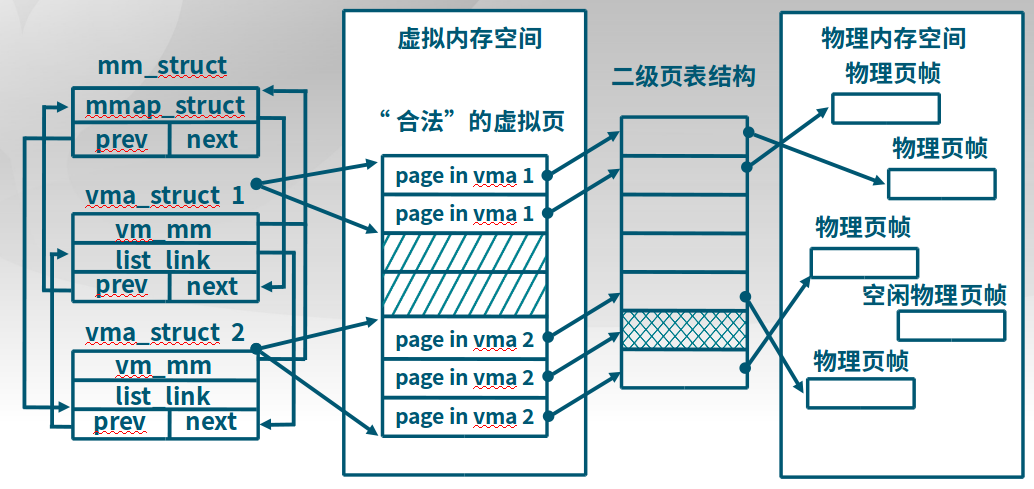 mm_struct
mmap_struct
prev
next
vma_struct 1
vm_mm
list_link
prev
next
vma_struct 2
vm_mm
list_link
prev
next
虚拟内存空间
“合法”的虚拟页
page in vma 1
page in vma 1
page in vma 2
page in vma 2
page in vma 2
二级页表结构
物理内存空间
物理页帧
物理页帧
物理页帧
空闲物理页帧
物理页帧